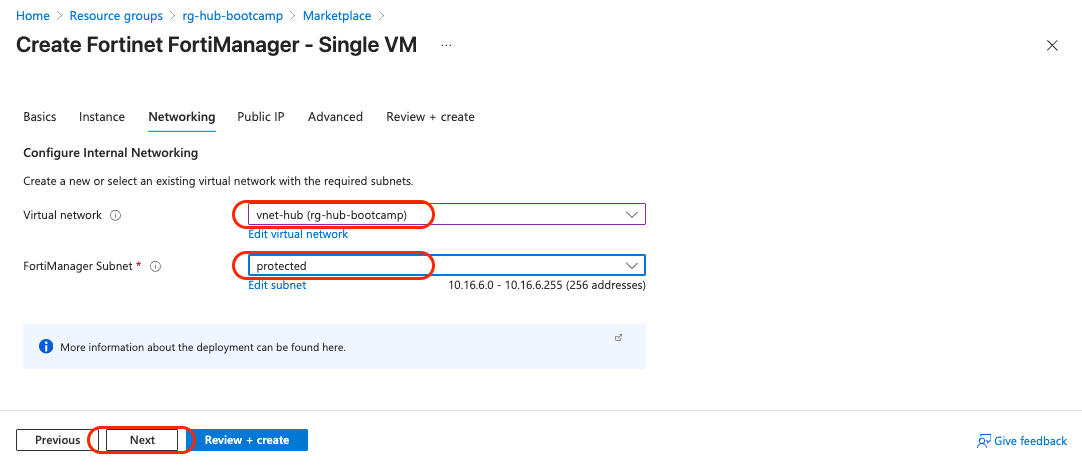 Home > Resource groups > rg-hub-bootcamp > Marketplace >
Create Fortinet FortiManager - Single VM ...
Basics Instance Networking Public IP Advanced Review + create
Configure Internal Networking
Create a new or select an existing virtual network with the required subnets.
Virtual network
vnet-hub (rg-hub-bootcamp)
Edit virtual network
FortiManager Subnet *
protected
Edit subnet 10.16.6.0 - 10.16.6.255 (256 addresses)
More information about the deployment can be found here.
Previous Next Review + create Give feedback